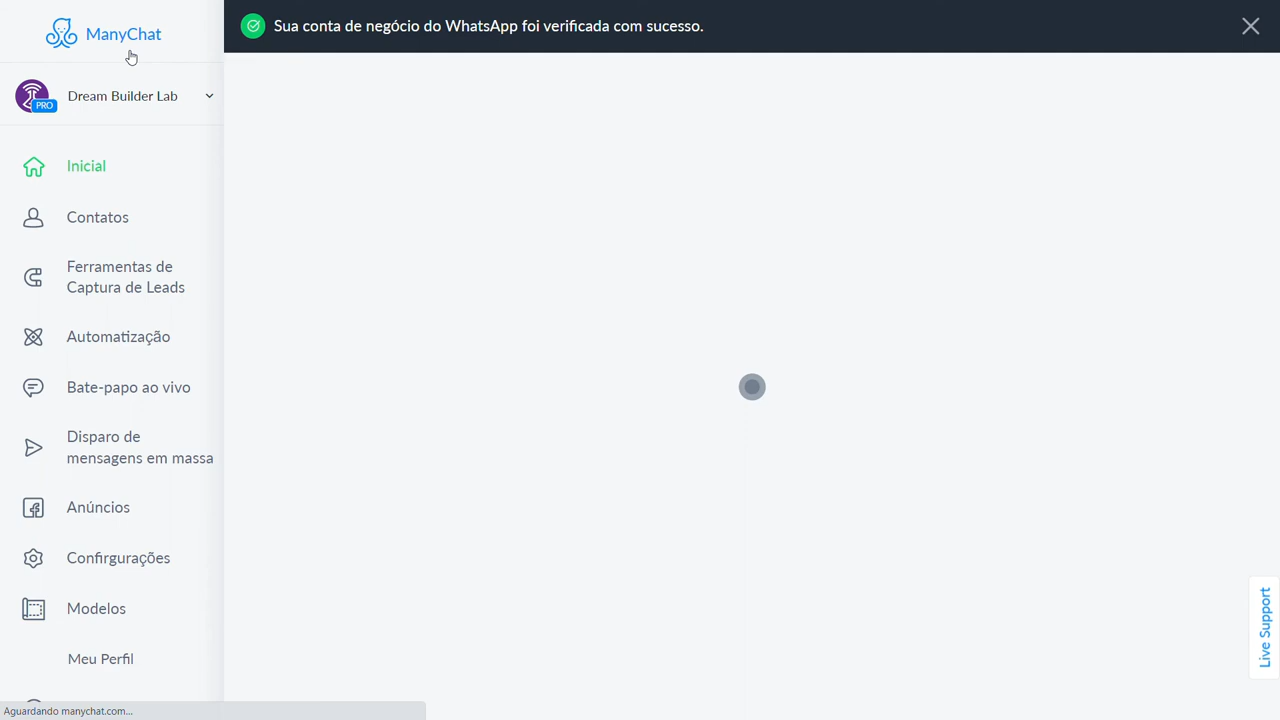 ManyChat
Sua conta de negócio do WhatsApp foi verificada com sucesso.
PRO
Dream Builder Lab
Inicial
Contatos
Ferramentas de
Captura de Leads
Automatização
Bate-papo ao vivo
Disparo de
mensagens em massa
Anúncios
Confirgurações
Modelos
Meu Perfil
Live Support
Aguardando manychat.com...